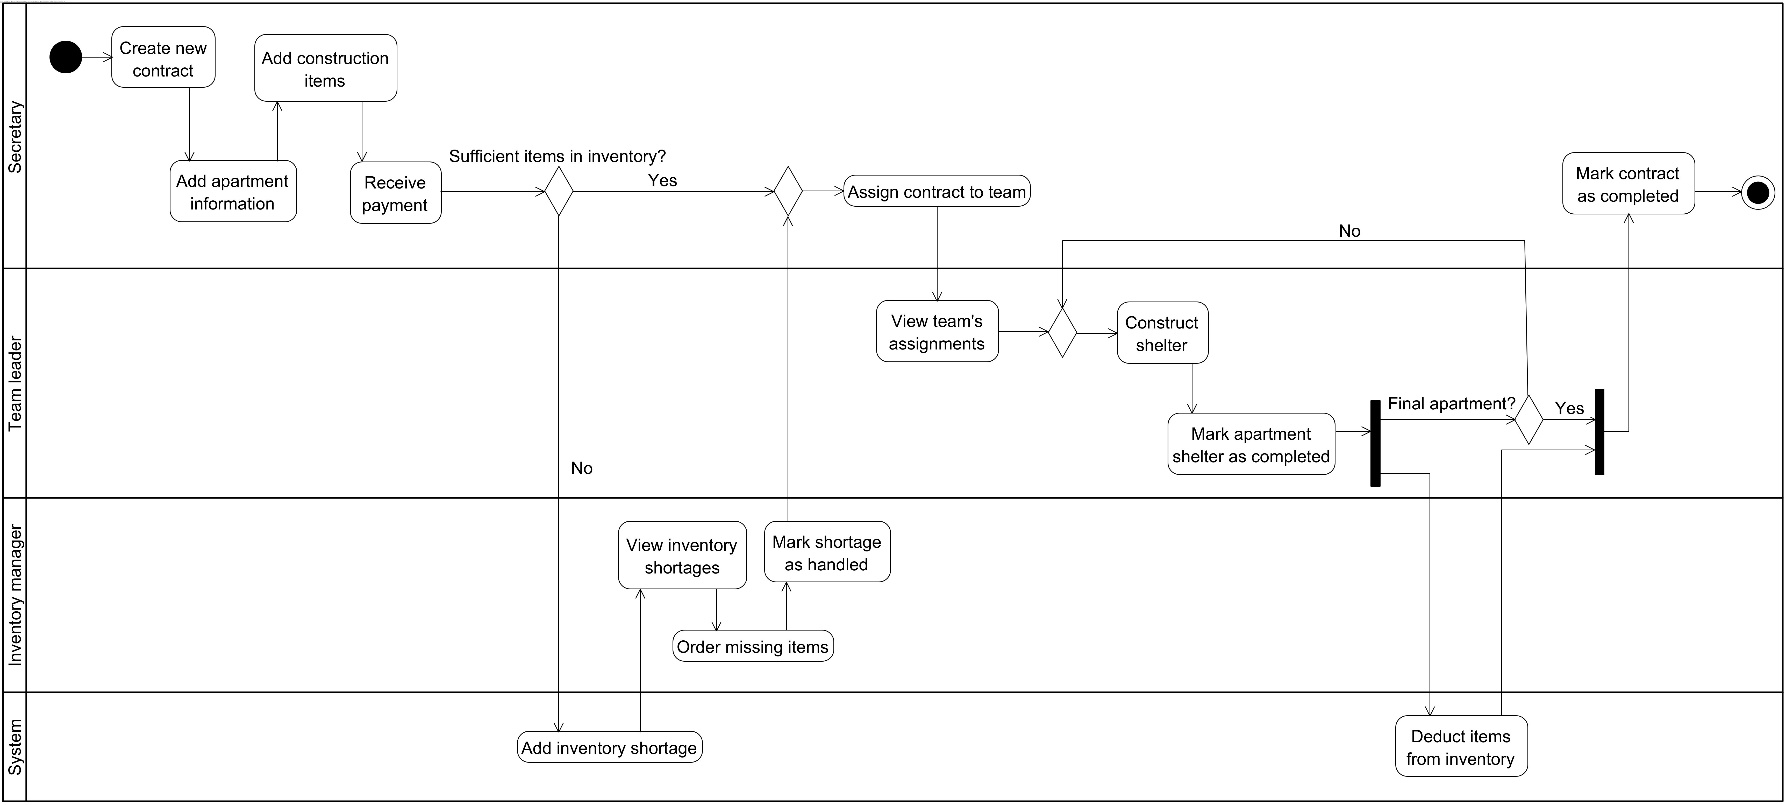 Secretary
Create new
contract
Add construction
items
Add apartment
information
Receive
payment
Sufficient items in inventory?
Yes
Assign contract to team
Mark contract
as completed
No
Team leader
View team's
assignments
Construct
shelter
Mark apartment
shelter as completed
Final apartment?
Yes
No
Inventory manager
View inventory
shortages
Mark shortage
as handled
Order missing items
System
Add inventory shortage
Deduct items
from inventory